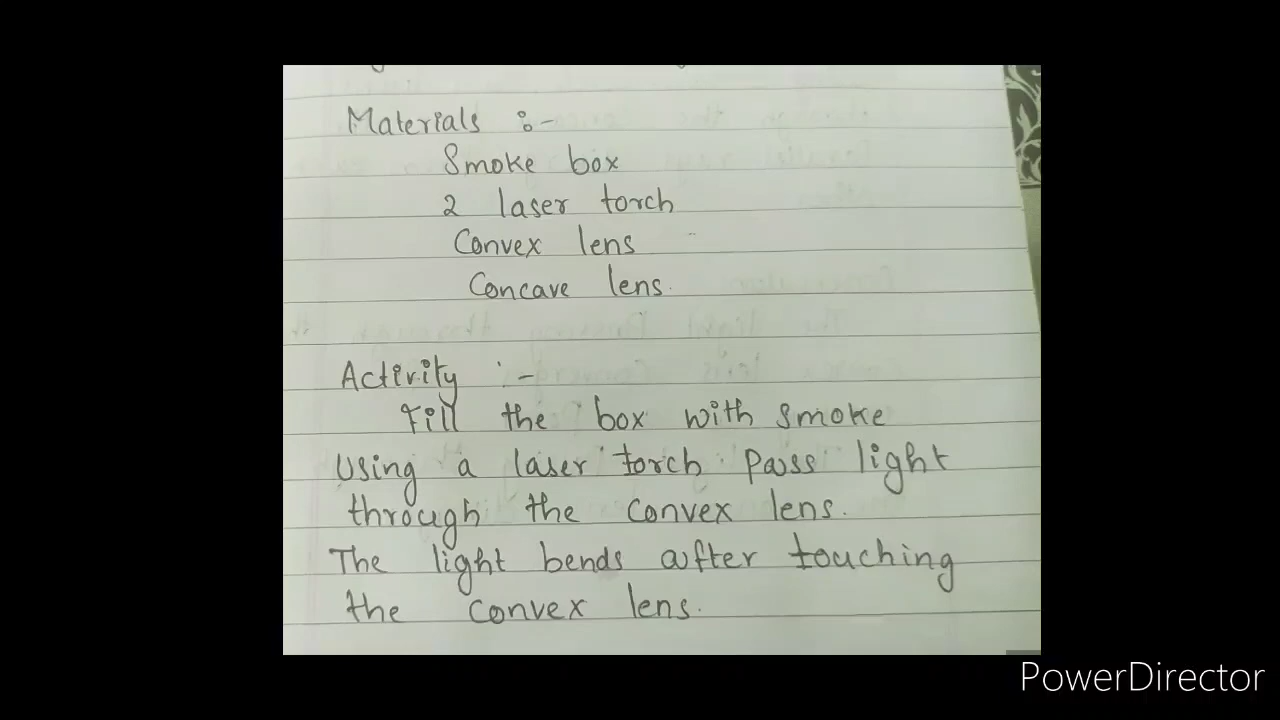 Materials :-
Smoke box
2 laser torch
Convex lens
Concave lens.
Activity :-
Fill the box with smoke
Using a laser torch pass light
through the convex lens.
The light bends after touching
the convex lens.
PowerDirector